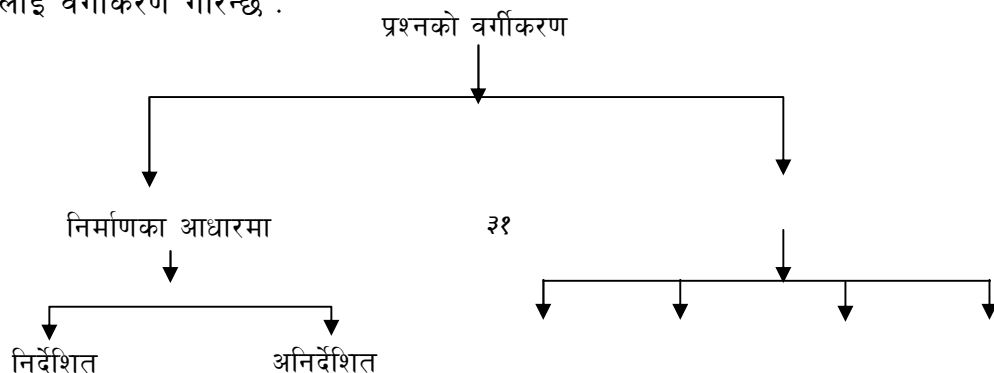 लाई वर्गीकरण गरिन्छ :
प्रश्नको वर्गीकरण
निर्माणका आधारमा
३१
निर्देशित अनिर्देशित